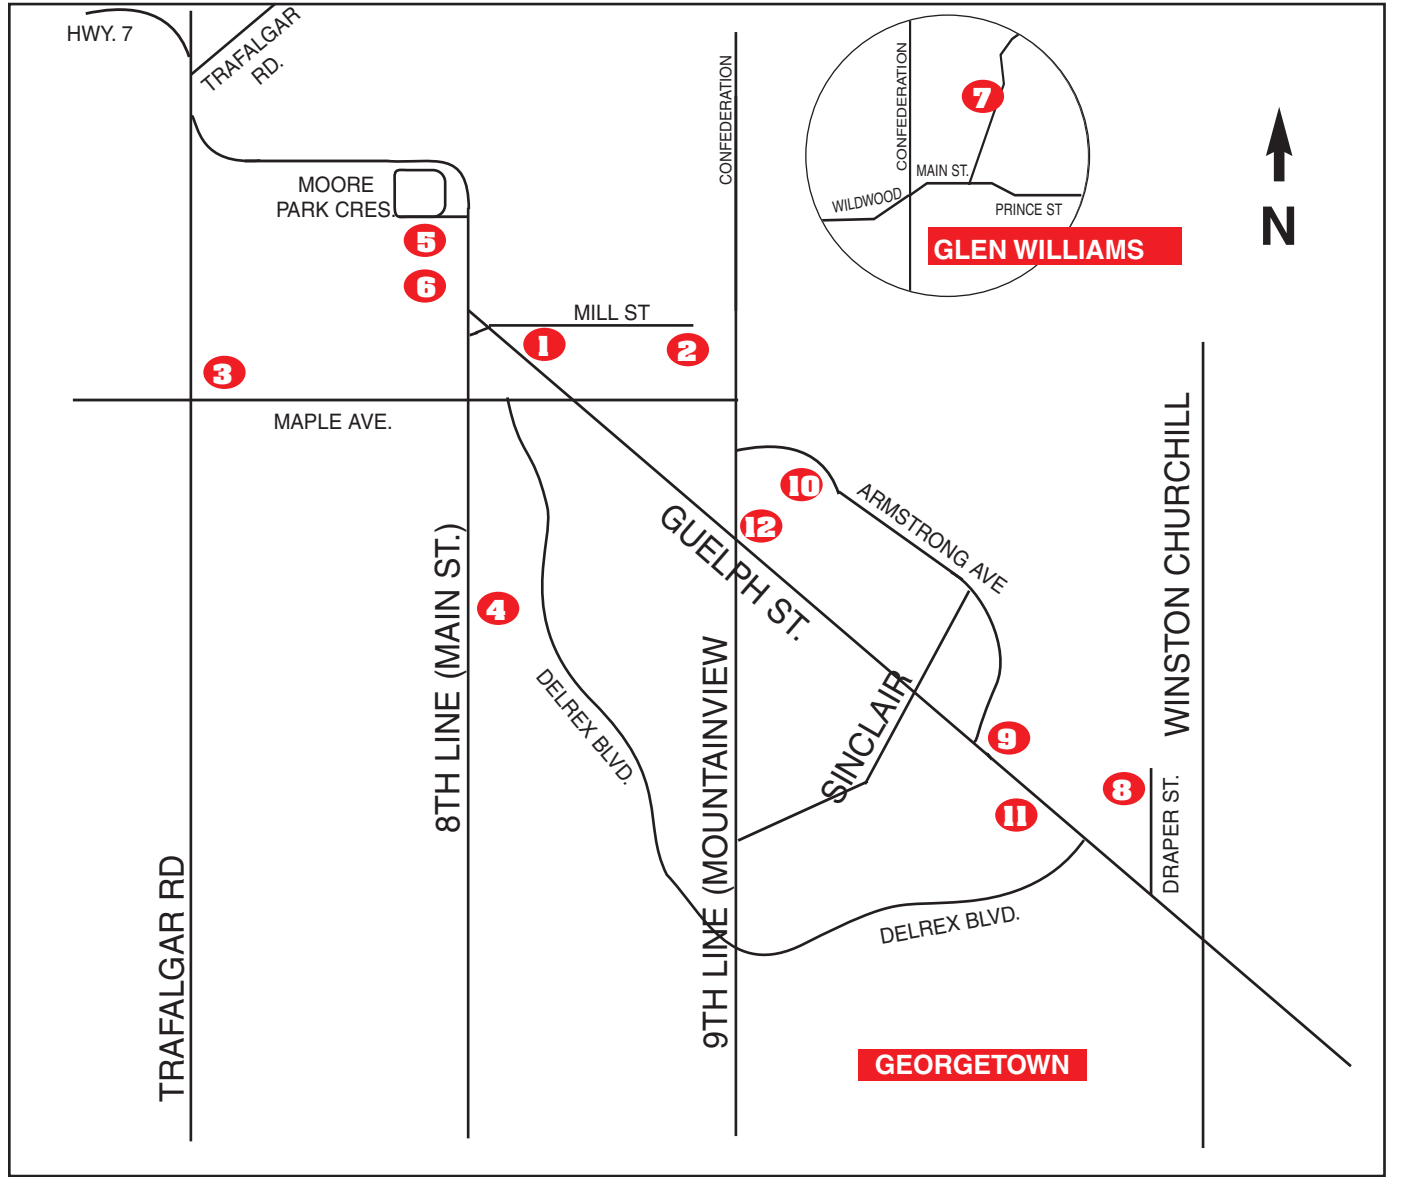 HWY. 7
TRAFALGAR
RD.
CONFEDERATION
CONFEDERATION
7
MAIN ST.
WILDWOOD
PRINCE ST
GLEN WILLIAMS
N
MOORE
PARK CRES.
5
6
MILL ST
1
2
3
MAPLE AVE.
10
12
ARMSTRONG AVE
GUELPH ST.
WINSTON CHURCHILL
4
8TH LINE (MAIN ST.)
DELREX BLVD.
9TH LINE (MOUNTAINVIEW
SINCLAIR
9
8
11
DRAPER ST.
TRAFALGAR RD
DELREX BLVD.
GEORGETOWN